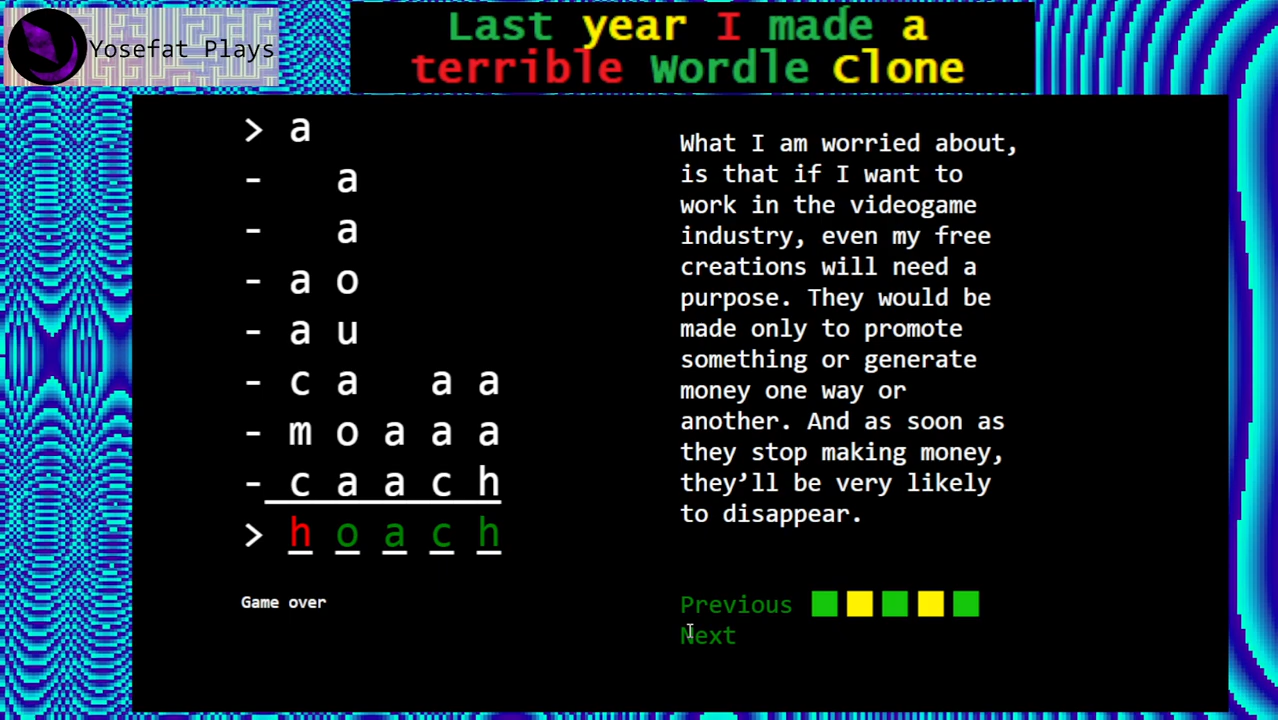 Yosefat Plays
Last year I made a
terrible Wordle Clone
> a
- a
- a
- a o
- a u
- c a a a
- m o a a a
- c a a c h
> h o a c h
Game over
What I am worried about,
is that if I want to
work in the videogame
industry, even my free
creations will need a
purpose. They would be
made only to promote
something or generate
money one way or
another. And as soon as
they stop making money,
they'll be very likely
to disappear.
Previous
Next